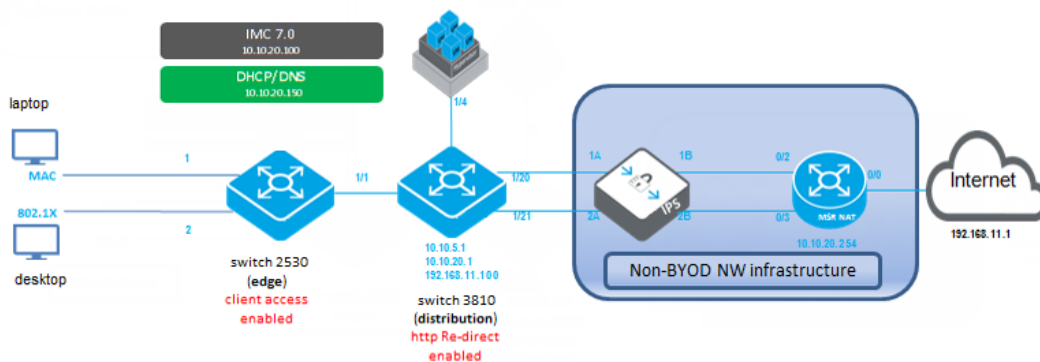 IMC 7.0
10.10.20.100
DHCP/DNS
10.10.20.150
laptop
1/4
MAC
1
1/1
1/20
1A
1B
0/2
0/0
Internet
802.1X
2
1/21
2A
IPS
2B
0/3
MSR NAT
192.168.11.1
desktop
switch 2530
(edge)
client access
enabled
10.10.5.1
10.10.20.1
192.168.11.100
switch 3810
(distribution)
http Re-direct
enabled
10.10.20.254
Non-BYOD NW infrastructure